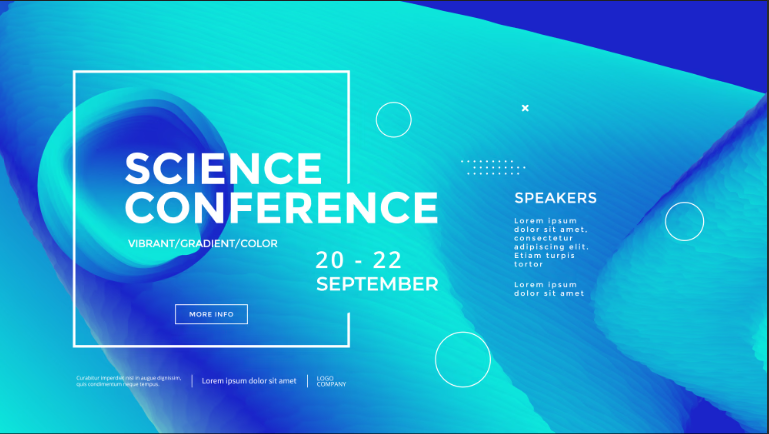 SCIENCE
CONFERENCE
VIBRANT/GRADIENT/COLOR
20 - 22
SEPTEMBER
MORE INFO
SPEAKERS
Lorem ipsum
dolor sit amet,
consectetur
adipiscing elit.
Etiam turpis
tortor
Lorem ipsum
dolor sit amet
Curabitur imperdiet nisl in augue dignissim,
quis condimentum neque tempus.
Lorem ipsum dolor sit amet
LOGO
COMPANY